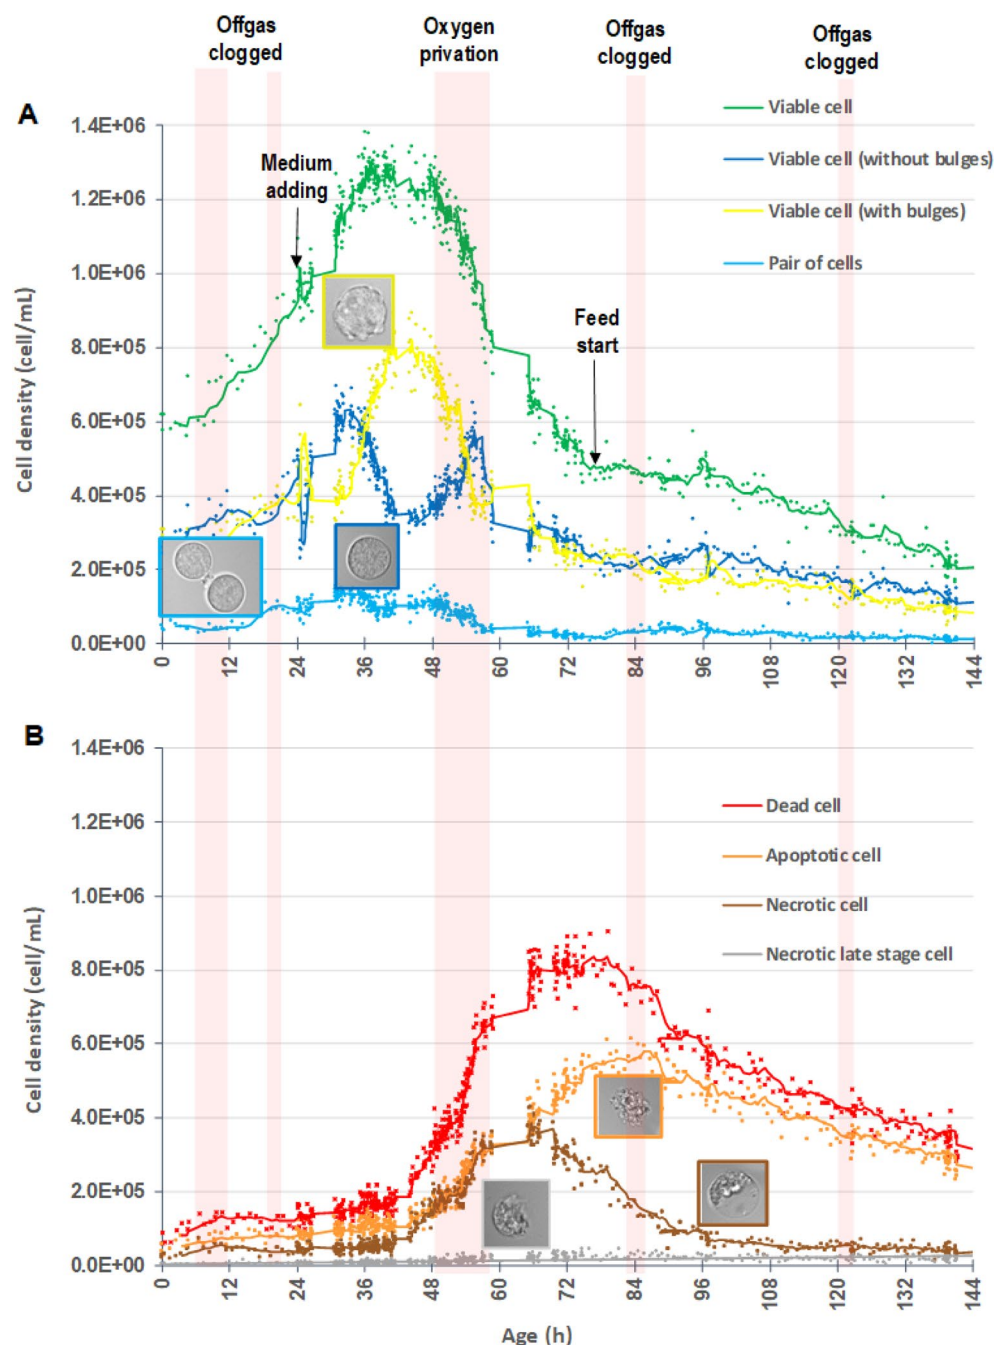 Offgas clogged
Oxygen privation
Offgas clogged
Offgas clogged
A
Cell density (cell/mL)
1.4E+06
1.2E+06
1.0E+06
8.0E+05
6.0E+05
4.0E+05
2.0E+05
0.0E+00
Medium adding
Feed start
Viable cell
Viable cell (without bulges)
Viable cell (with bulges)
Pair of cells
0 12 24 36 48 60 72 84 96 108 120 132 144
B
Cell density (cell/mL)
1.4E+06
1.2E+06
1.0E+06
8.0E+05
6.0E+05
4.0E+05
2.0E+05
0.0E+00
Dead cell
Apoptotic cell
Necrotic cell
Necrotic late stage cell
0 12 24 36 48 60 72 84 96 108 120 132 144
Age (h)